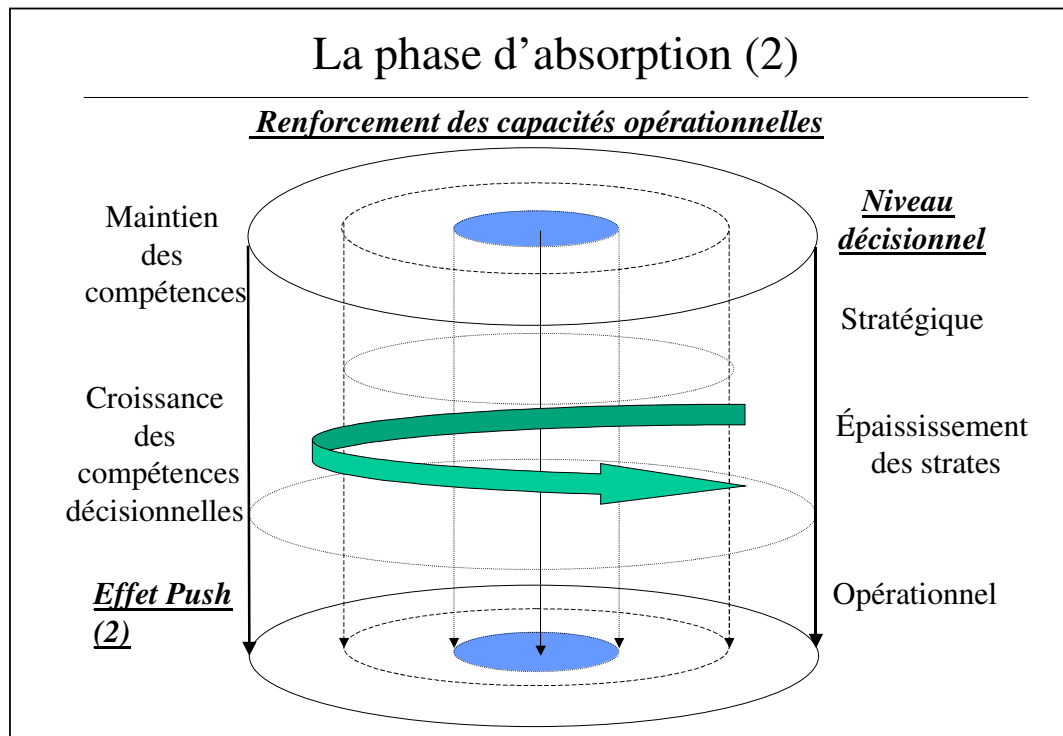 La phase d’absorption (2)
Renforcement des capacités opérationnelles
Maintien
des
compétences
Croissance
des
compétences
décisionnelles
Effet Push
(2)
Niveau
décisionnel
Stratégique
Épaississement
des strates
Opérationnel